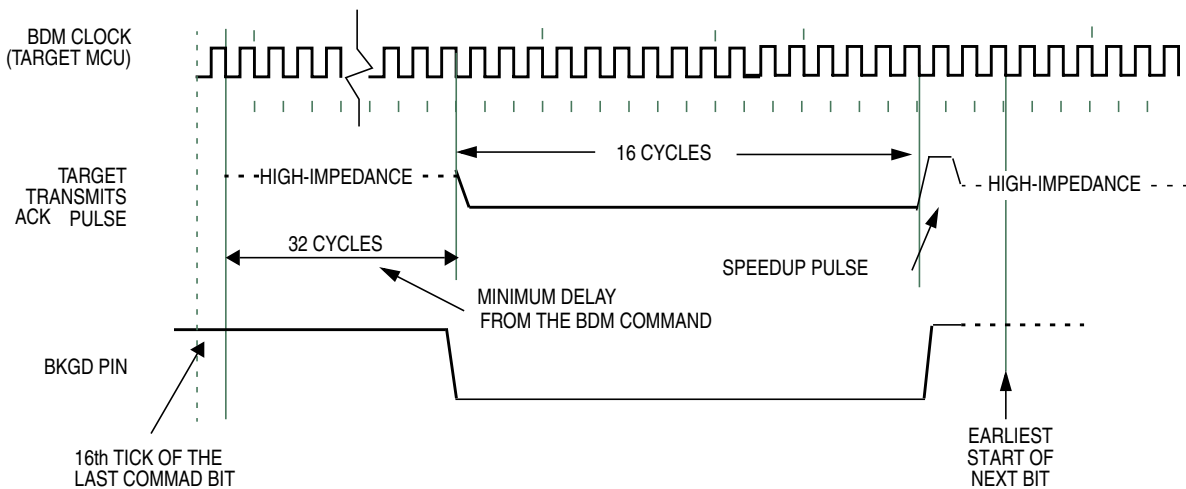 BDM CLOCK
(TARGET MCU)
16 CYCLES
TARGET
TRANSMITS
ACK PULSE
HIGH-IMPEDANCE
HIGH-IMPEDANCE
32 CYCLES
SPEEDUP PULSE
MINIMUM DELAY
FROM THE BDM COMMAND
BKGD PIN
16th TICK OF THE
LAST COMMAD BIT
EARLIEST
START OF
NEXT BIT